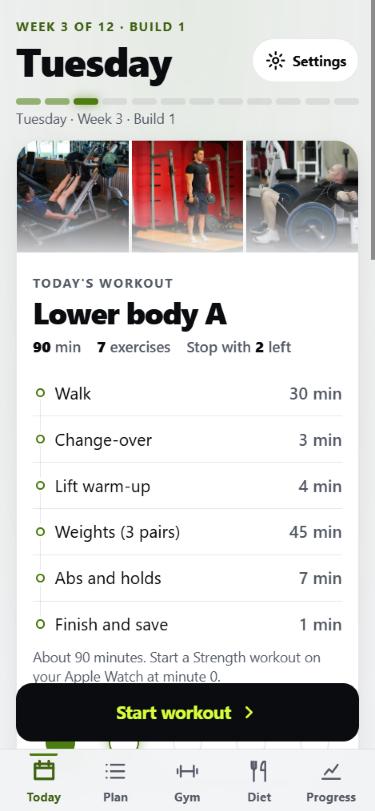 WEEK 3 OF 12 · BUILD 1
Tuesday
Settings
Tuesday · Week 3 · Build 1
TODAY'S WORKOUT
Lower body A
90 min 7 exercises Stop with 2 left
Walk 30 min
Change-over 3 min
Lift warm-up 4 min
Weights (3 pairs) 45 min
Abs and holds 7 min
Finish and save 1 min
About 90 minutes. Start a Strength workout on
your Apple Watch at minute 0.
Start workout
Today Plan Gym Diet Progress